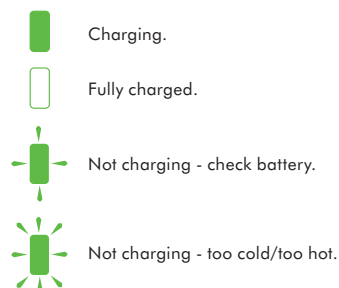 Charging.
Fully charged.
Not charging - check battery.
Not charging - too cold/too hot.